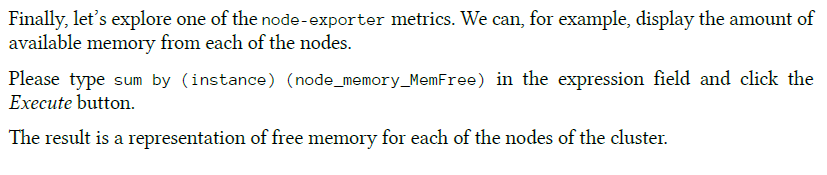 Finally, let’s explore one of the node-exporter metrics. We can, for example, display the amount of
available memory from each of the nodes.
Please type sum by (instance) (node_memory_MemFree) in the expression field and click the
Execute button.
The result is a representation of free memory for each of the nodes of the cluster.